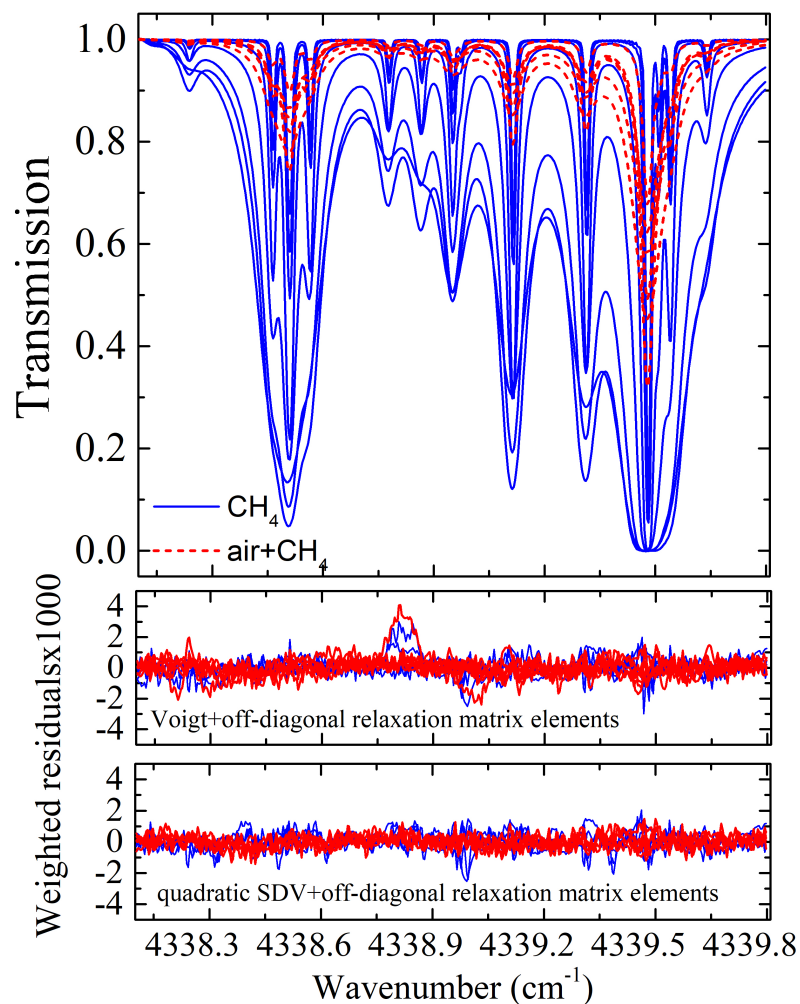 Transmission
1.0
0.8
0.6
0.4
0.2
0.0
CH4
air+CH4
Weighted residualsx1000
4
2
0
-2
-4
Voigt+off-diagonal relaxation matrix elements
4
2
0
-2
-4
quadratic SDV+off-diagonal relaxation matrix elements
4338.3 4338.6 4338.9 4339.2 4339.5 4339.8
Wavenumber (cm-1)